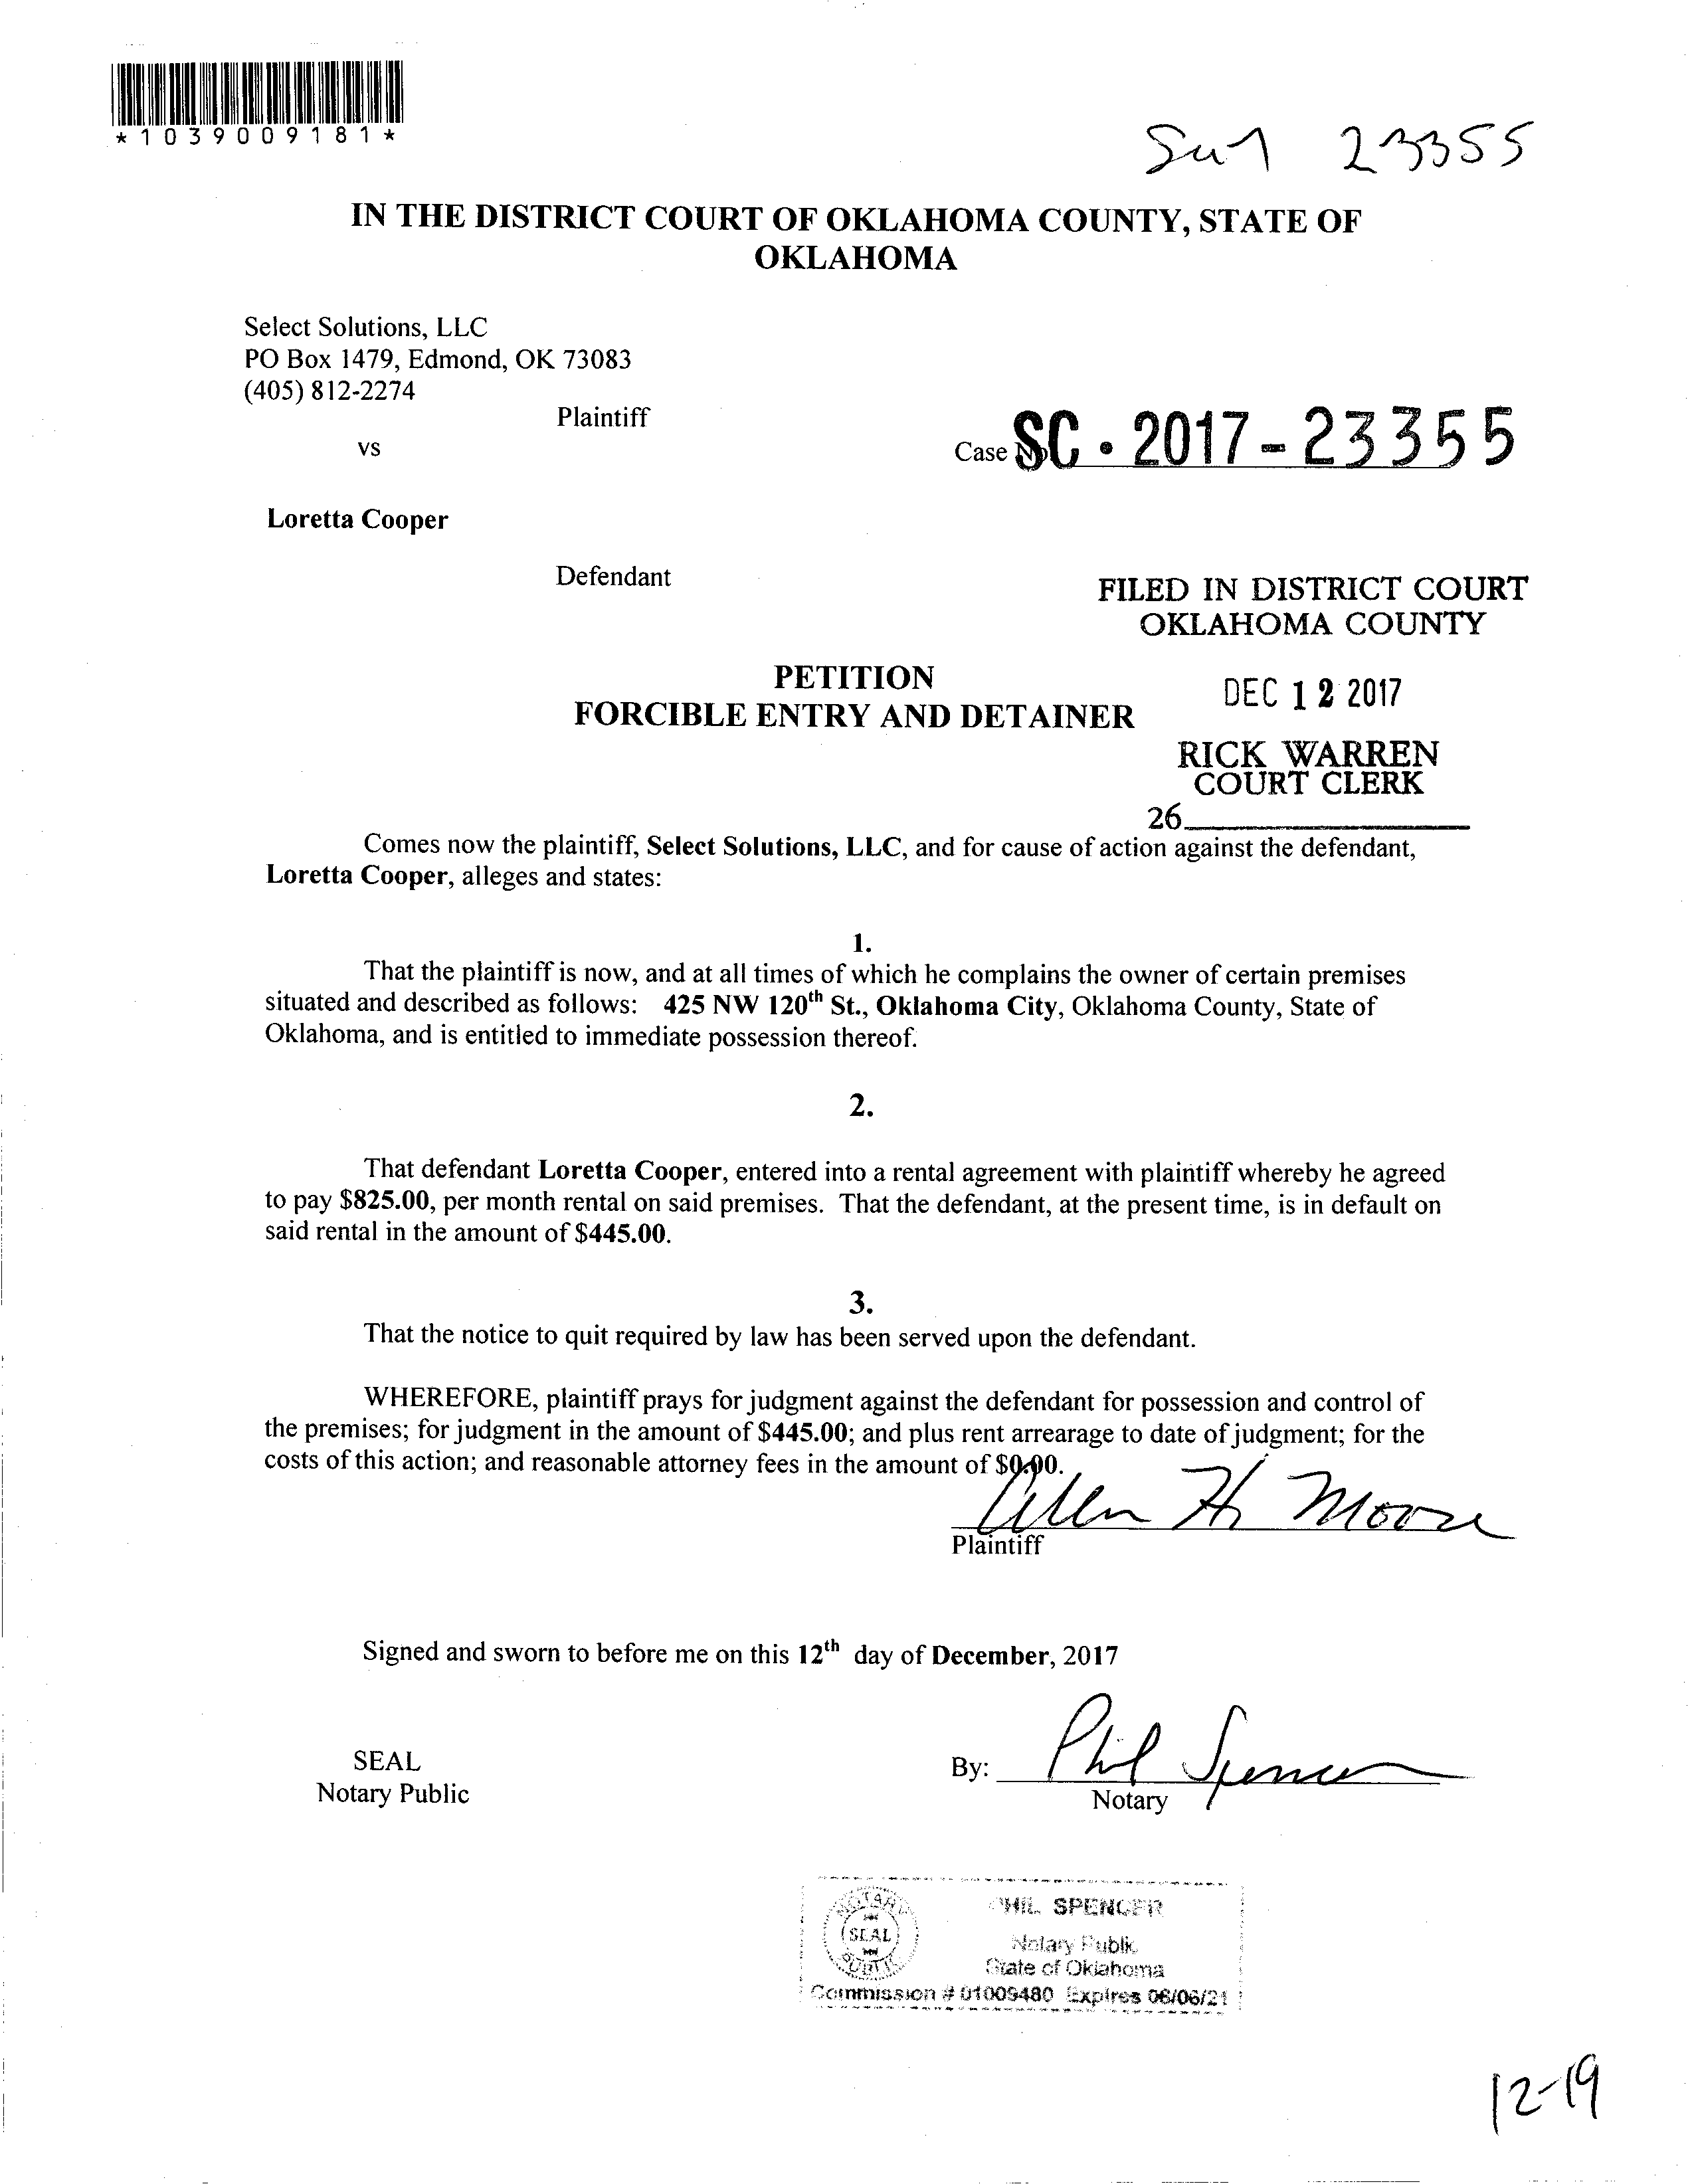 *1039009181*
23355
IN THE DISTRICT COURT OF OKLAHOMA COUNTY, STATE OF
OKLAHOMA
Select Solutions, LLC
PO Box 1479, Edmond, OK 73083
(405) 812-2274
Plaintiff
vs
Case SC-2017-23355
Loretta Cooper
Defendant
FILED IN DISTRICT COURT
OKLAHOMA COUNTY
PETITION
FORCIBLE ENTRY AND DETAINER
DEC 12 2017
RICK WARREN
COURT CLERK
26
Comes now the plaintiff, Select Solutions, LLC, and for cause of action against the defendant,
Loretta Cooper, alleges and states:
1.
That the plaintiff is now, and at all times of which he complains the owner of certain premises
situated and described as follows: 425 NW 120th St., Oklahoma City, Oklahoma County, State of
Oklahoma, and is entitled to immediate possession thereof.
2.
That defendant Loretta Cooper, entered into a rental agreement with plaintiff whereby he agreed
to pay $825.00, per month rental on said premises. That the defendant, at the present time, is in default on
said rental in the amount of $445.00.
3.
That the notice to quit required by law has been served upon the defendant.
WHEREFORE, plaintiff prays for judgment against the defendant for possession and control of
the premises; for judgment in the amount of $445.00; and plus rent arrearage to date of judgment; for the
costs of this action; and reasonable attorney fees in the amount of $0.00.
Allen H Moore
Plaintiff
Signed and sworn to before me on this 12th day of December, 2017
SEAL
Notary Public
By: Phil Spencer
Notary
NOTARY
SEAL
PUBLIC
PHIL SPENCER
Notary Public
State of Oklahoma
Commission # 01009480 Expires 06/06/21
12-19